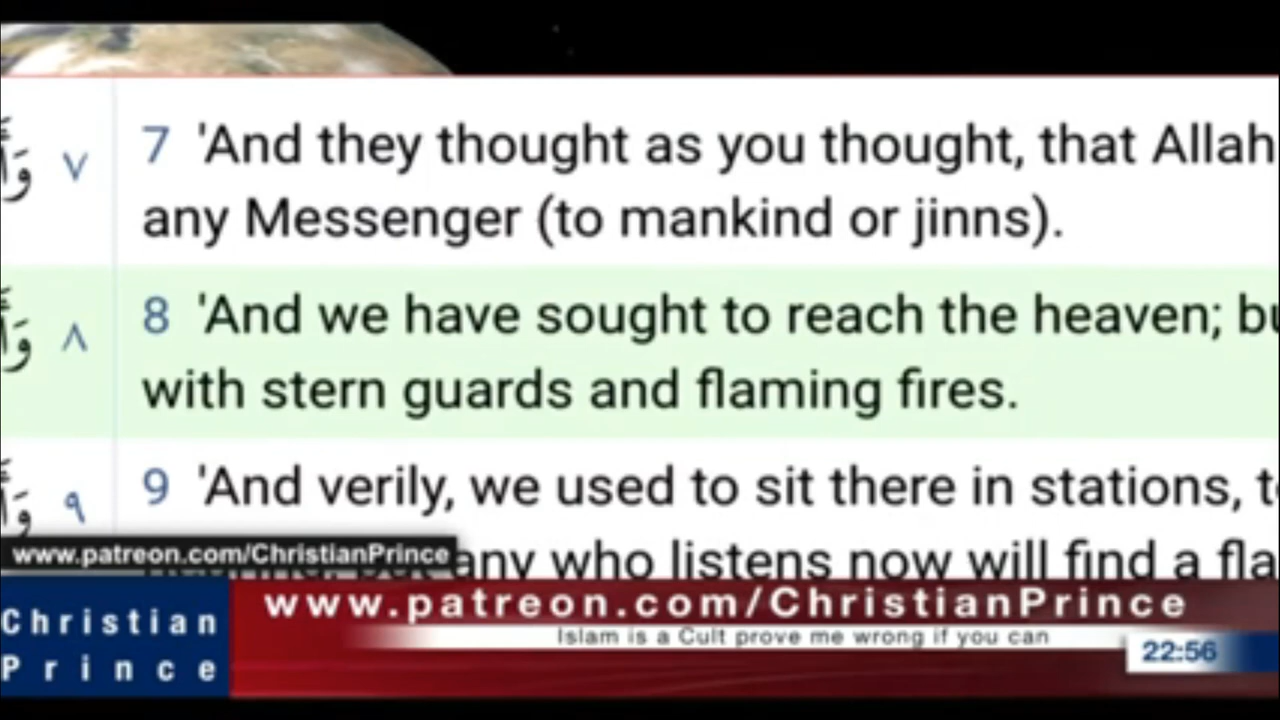 7 'And they thought as you thought, that Allah
any Messenger (to mankind or jinns).
٧
8 'And we have sought to reach the heaven; bu
with stern guards and flaming fires.
٨
9 'And verily, we used to sit there in stations, t
any who listens now will find a fla
٩
www.patreon.com/ChristianPrince
www.patreon.com/ChristianPrince
Islam is a Cult prove me wrong if you can
Christian
Prince
22:56